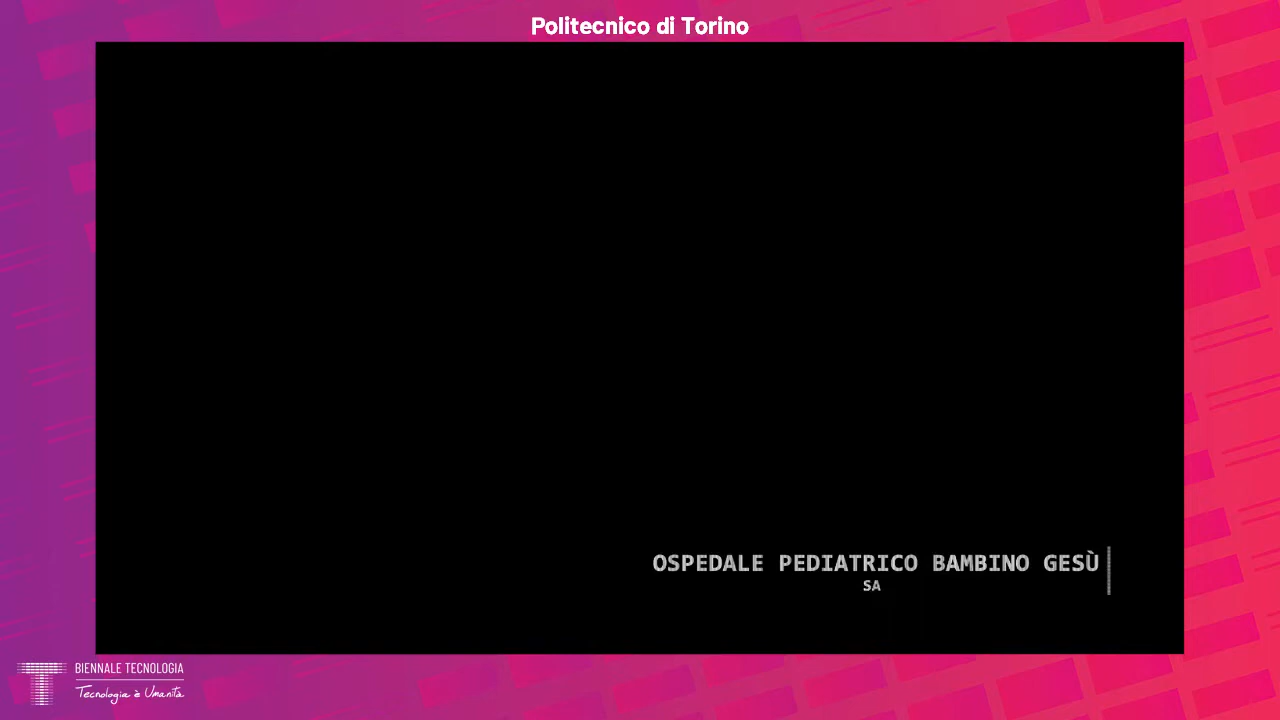 Politecnico di Torino
OSPEDALE PEDIATRICO BAMBINO GESÙ
SA
BIENNALE TECNOLOGIA
Tecnologia è Umanità